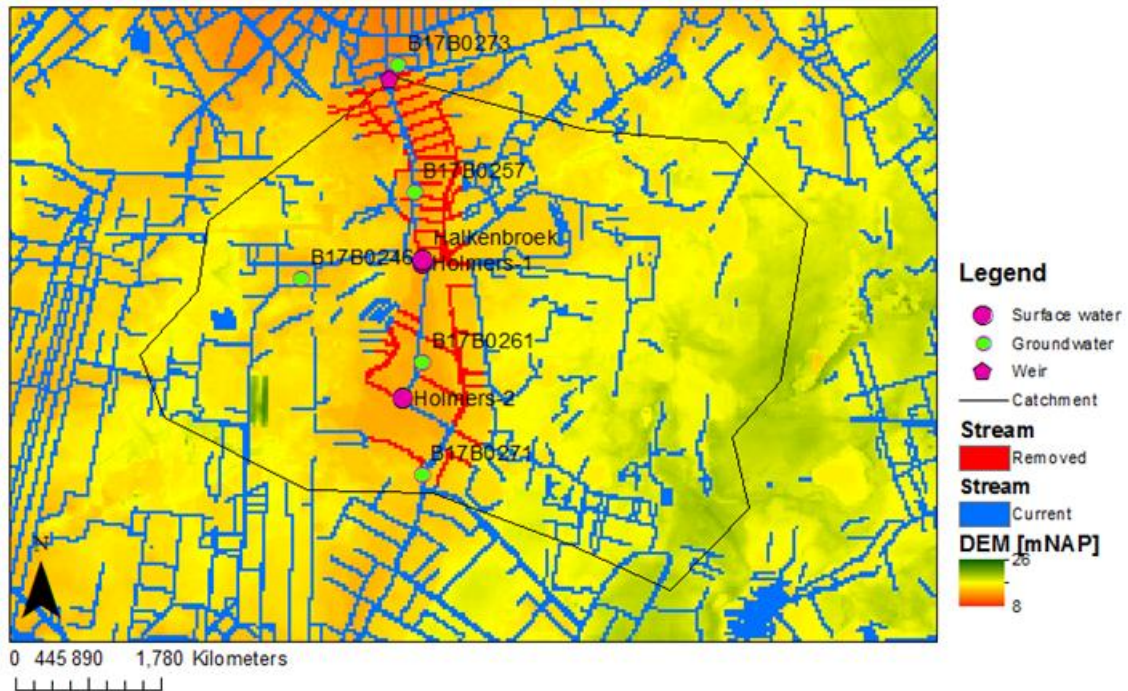 B17B0273
B17B0257
Halkenbroek
B17B0246
Holmers-1
B17B0261
Holmers-2
B17B0271
N
0 445 890 1,780 Kilometers
Legend
Surface water
Groundwater
Weir
Catchment
Stream
Removed
Stream
Current
DEM [mNAP]
26
8